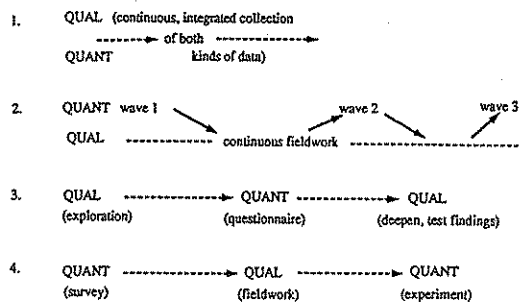 1. QUAL (continuous, integrated collection
of both
QUANT kinds of data)
2. QUANT wave 1 wave 2 wave 3
QUAL continuous fieldwork
3. QUAL QUANT QUAL
(exploration) (questionnaire) (deepen, test findings)
4. QUANT QUAL QUANT
(survey) (fieldwork) (experiment)